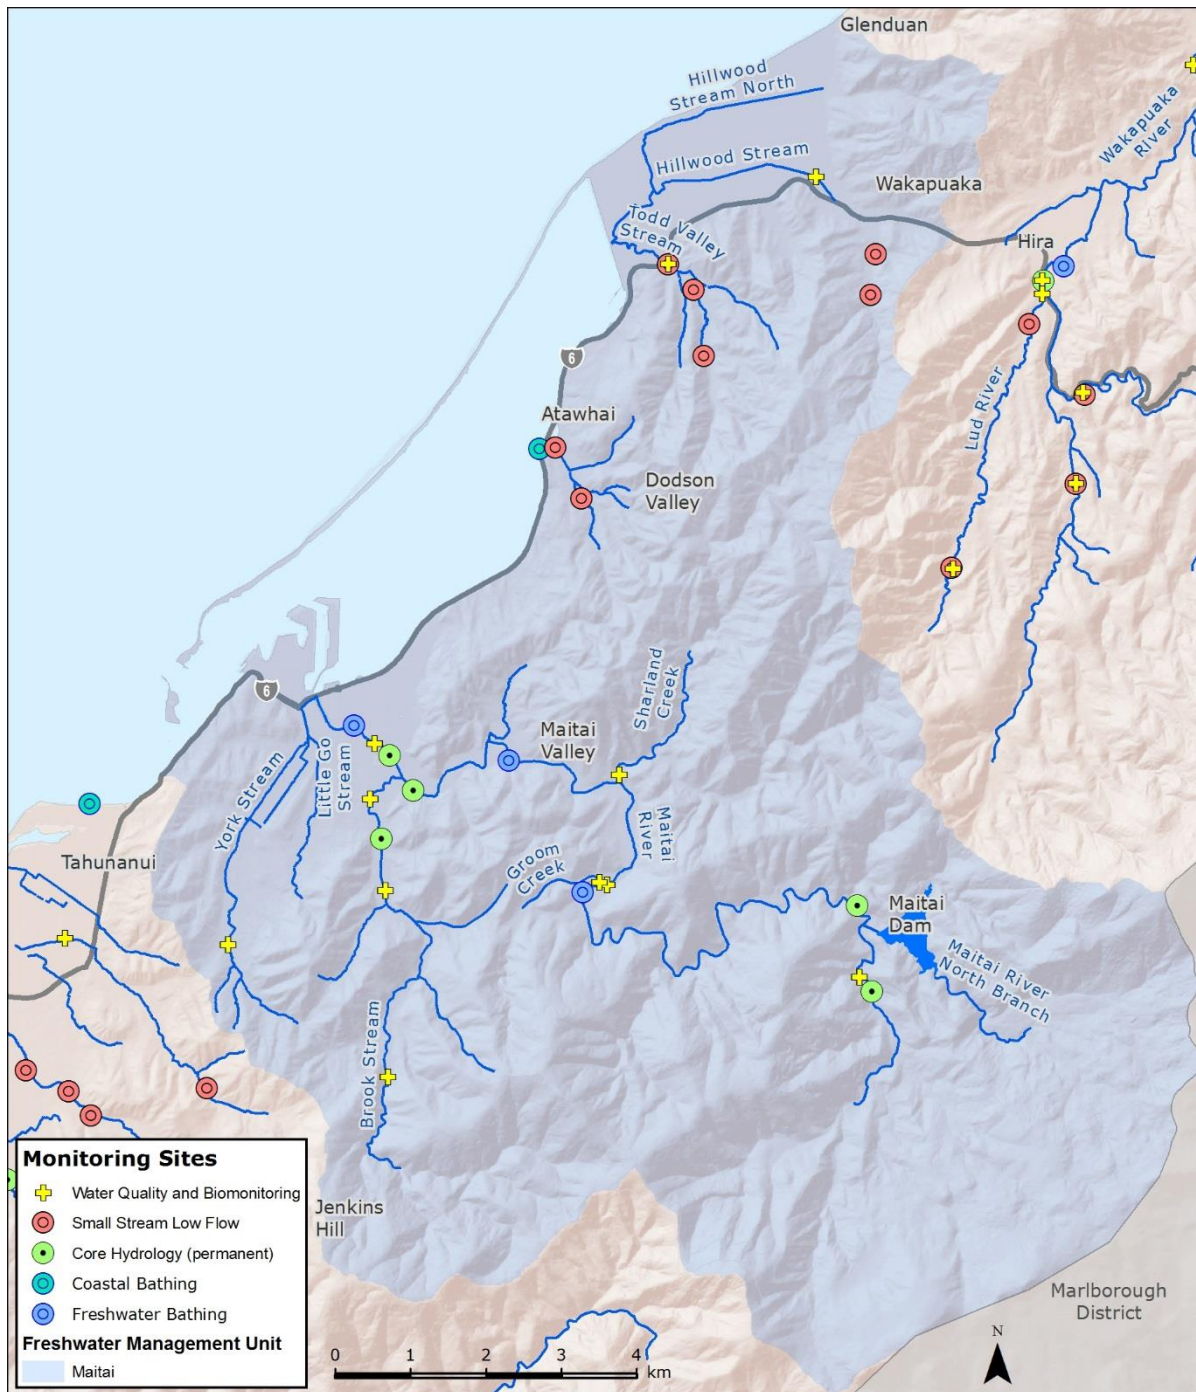 Glenduan
Hillwood
Stream North
Wakapuaka
River
Hillwood Stream
Wakapuaka
Todd Valley
Stream
Hira
6
Lud River
Atawhai
Dodson
Valley
Sharland
Creek
6
Maitai
Valley
Little Go
Stream
York Stream
Maitai
River
Tahunanui
Groom
Creek
Maitai
Dam
Maitai River
North Branch
Brook Stream
Jenkins
Hill
Marlborough
District
Monitoring Sites
Water Quality and Biomonitoring
Small Stream Low Flow
Core Hydrology (permanent)
Coastal Bathing
Freshwater Bathing
Freshwater Management Unit
Maitai
0 1 2 3 4
km
N